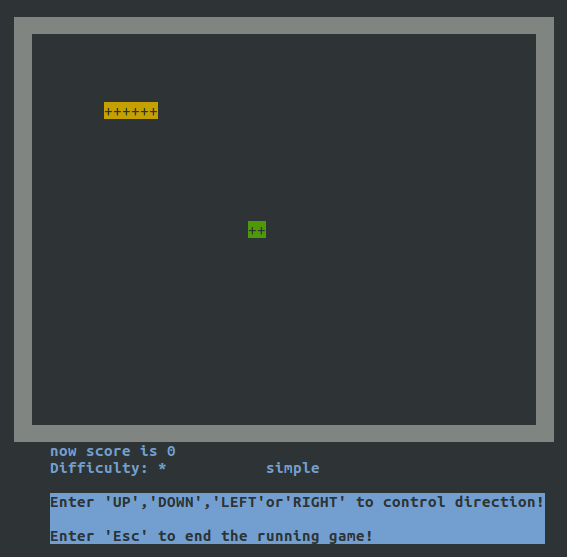 ++++++
++
now score is 0
Difficulty: * simple
Enter 'UP','DOWN','LEFT'or'RIGHT' to control direction!
Enter 'Esc' to end the running game!